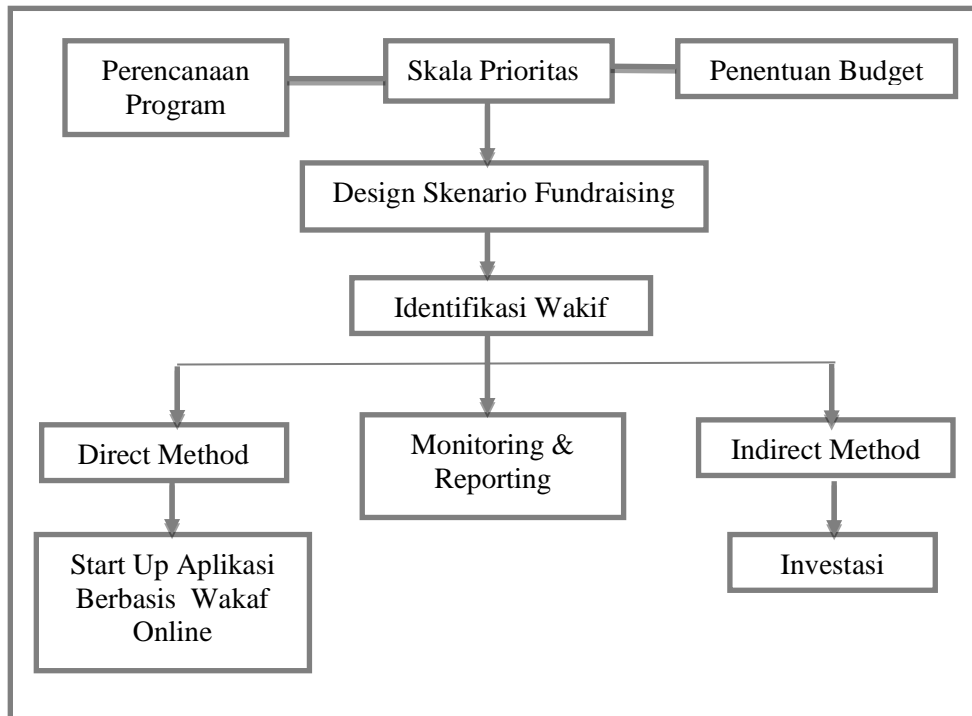 Perencanaan
Program
Skala Prioritas
Penentuan Budget
Design Skenario Fundraising
Identifikasi Wakif
Direct Method
Monitoring &
Reporting
Indirect Method
Start Up Aplikasi
Berbasis Wakaf
Online
Investasi